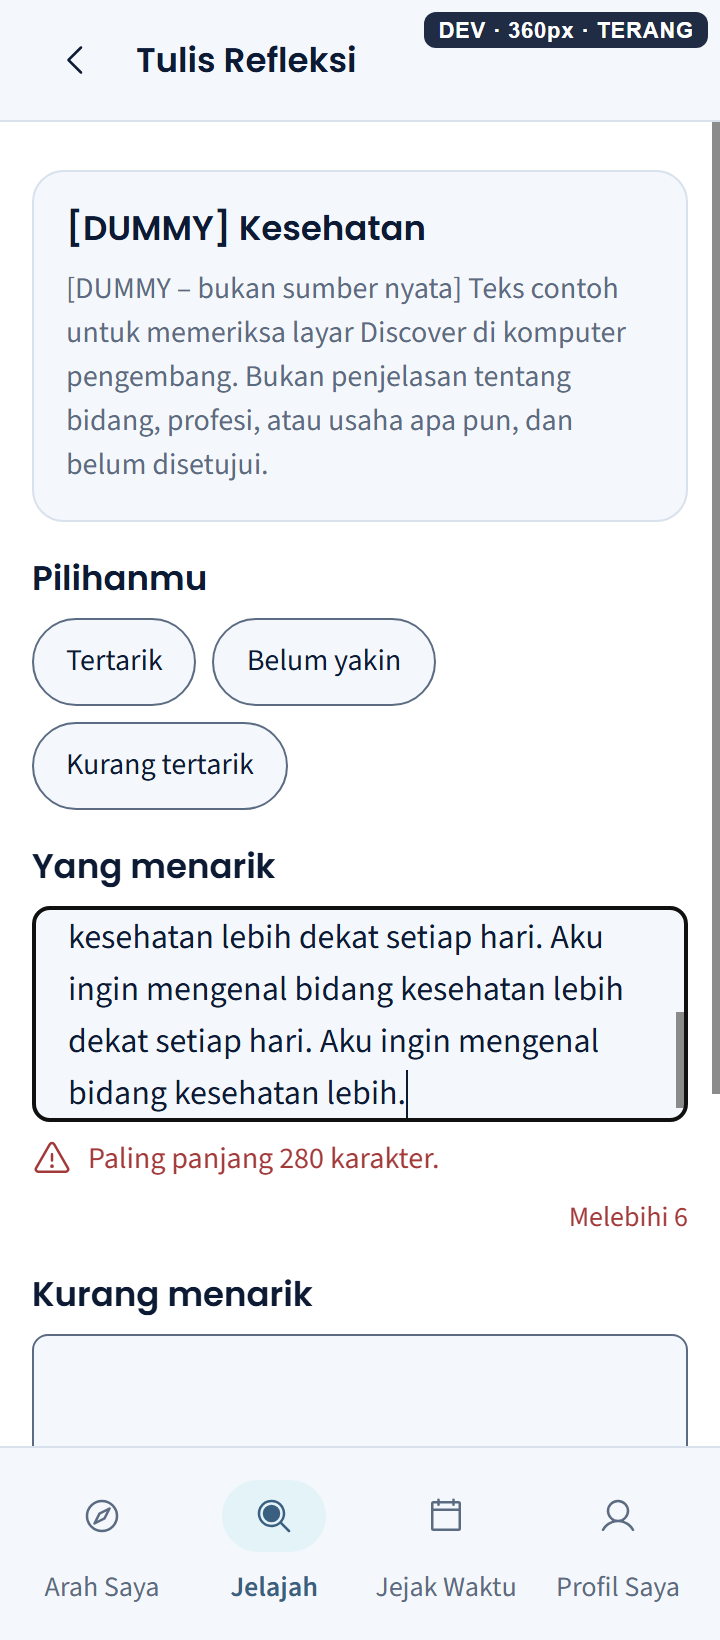 DEV · 360px · TERANG
Tulis Refleksi
[DUMMY] Kesehatan
[DUMMY – bukan sumber nyata] Teks contoh
untuk memeriksa layar Discover di komputer
pengembang. Bukan penjelasan tentang
bidang, profesi, atau usaha apa pun, dan
belum disetujui.
Pilihanmu
Tertarik
Belum yakin
Kurang tertarik
Yang menarik
kesehatan lebih dekat setiap hari. Aku
ingin mengenal bidang kesehatan lebih
dekat setiap hari. Aku ingin mengenal
bidang kesehatan lebih.
Paling panjang 280 karakter.
Melebihi 6
Kurang menarik
Arah Saya
Jelajah
Jejak Waktu
Profil Saya